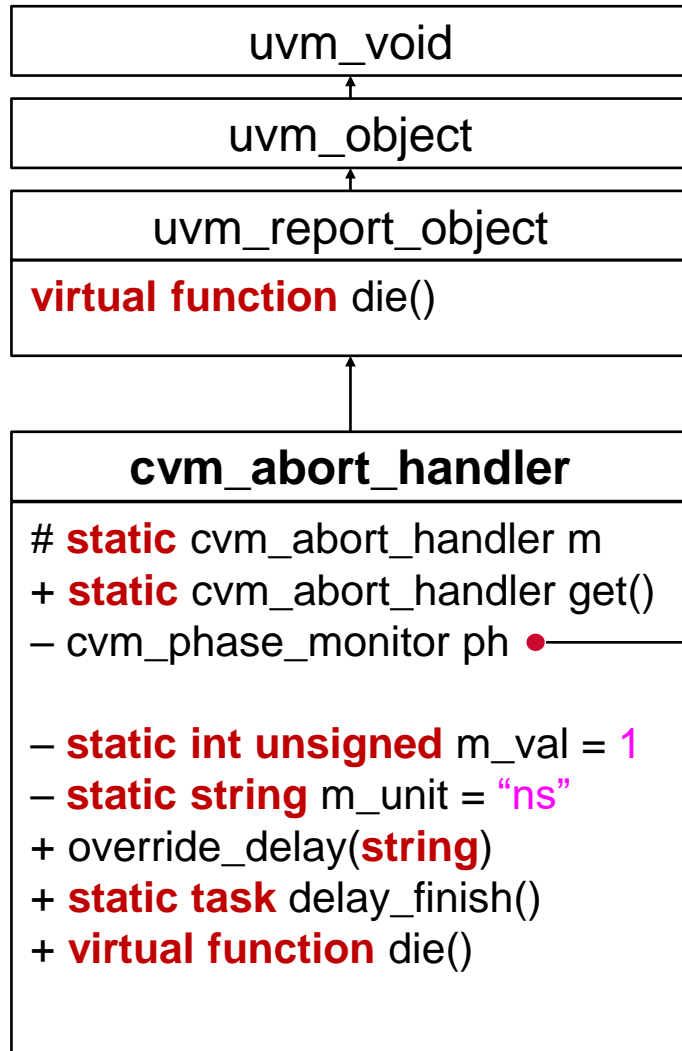 uvm_void
uvm_object
uvm_report_object
virtual function die()
cvm_abort_handler
# static cvm_abort_handler m
+ static cvm_abort_handler get()
– cvm_phase_monitor ph
– static int unsigned m_val = 1
– static string m_unit = “ns”
+ override_delay(string)
+ static task delay_finish()
+ virtual function die()